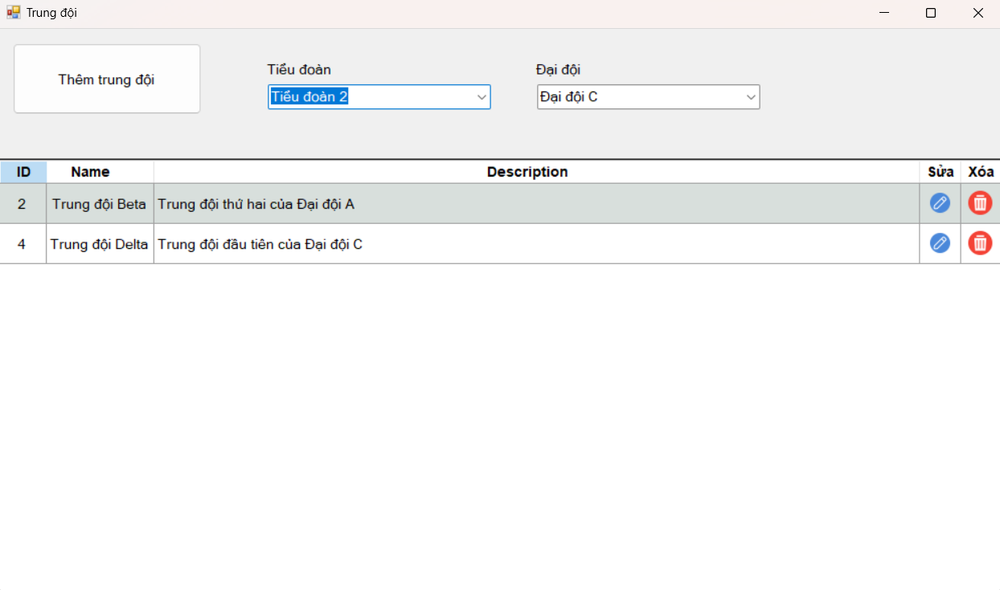 Trung đội
Thêm trung đội
Tiểu đoàn
Đại đội
Tiểu đoàn 2
Đại đội C
ID Name Description Sửa Xóa
2 Trung đội Beta Trung đội thứ hai của Đại đội A
4 Trung đội Delta Trung đội đầu tiên của Đại đội C